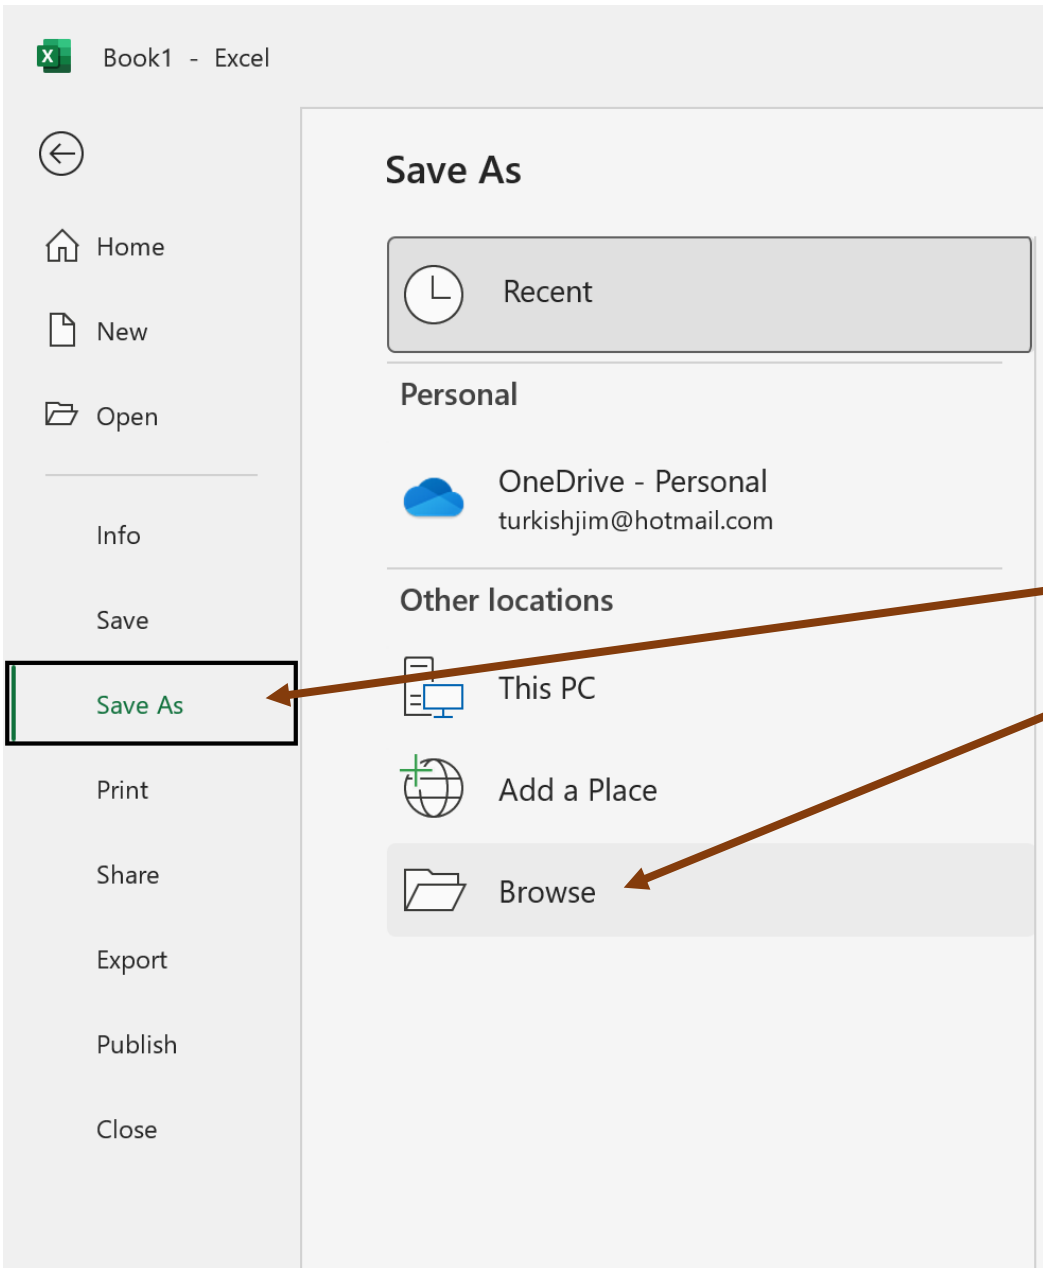 Book1 - Excel
Home
New
Open
Info
Save
Save As
Print
Share
Export
Publish
Close
Save As
Recent
Personal
OneDrive - Personal
turkishjim@hotmail.com
Other locations
This PC
Add a Place
Browse